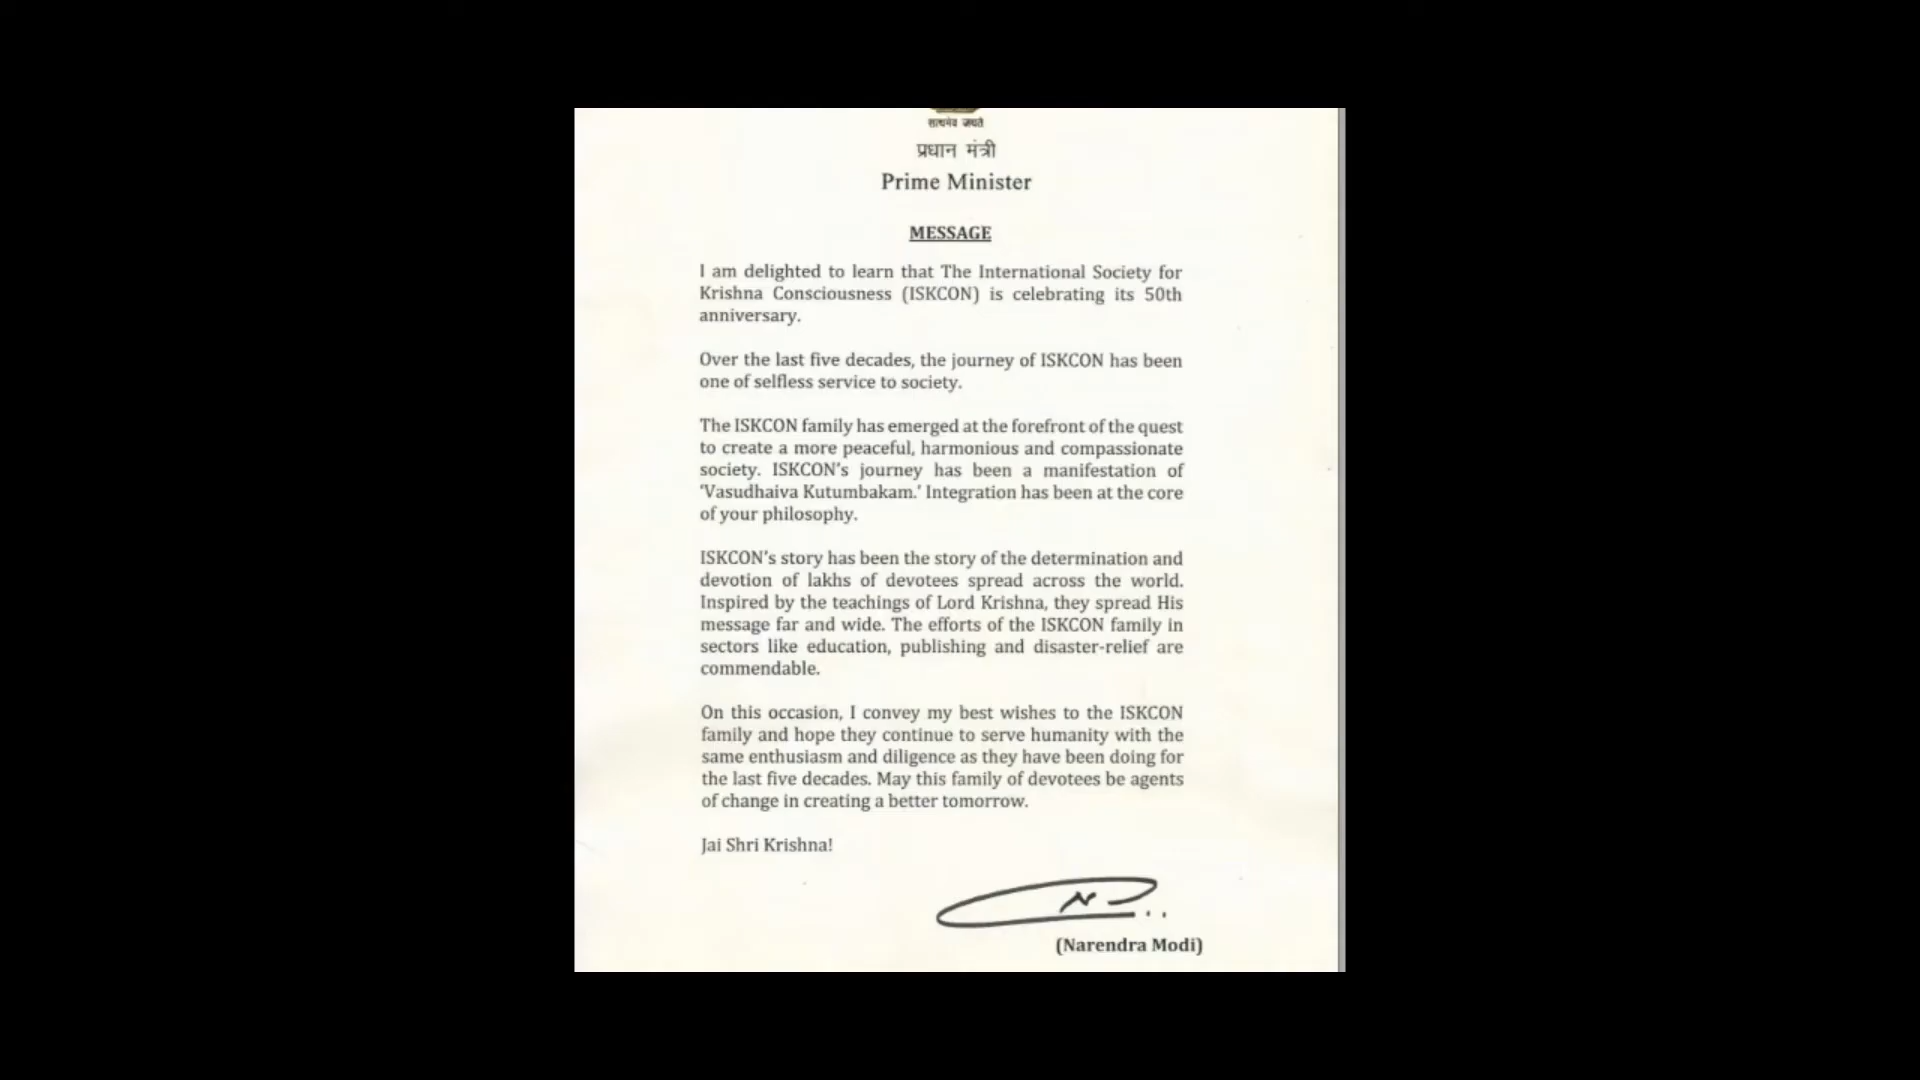 सत्यमेव जयते
प्रधान मंत्री
Prime Minister
MESSAGE
I am delighted to learn that The International Society for
Krishna Consciousness (ISKCON) is celebrating its 50th
anniversary.
Over the last five decades, the journey of ISKCON has been
one of selfless service to society.
The ISKCON family has emerged at the forefront of the quest
to create a more peaceful, harmonious and compassionate
society. ISKCON's journey has been a manifestation of
'Vasudhaiva Kutumbakam.' Integration has been at the core
of your philosophy.
ISKCON's story has been the story of the determination and
devotion of lakhs of devotees spread across the world.
Inspired by the teachings of Lord Krishna, they spread His
message far and wide. The efforts of the ISKCON family in
sectors like education, publishing and disaster-relief are
commendable.
On this occasion, I convey my best wishes to the ISKCON
family and hope they continue to serve humanity with the
same enthusiasm and diligence as they have been doing for
the last five decades. May this family of devotees be agents
of change in creating a better tomorrow.
Jai Shri Krishna!
(Narendra Modi)